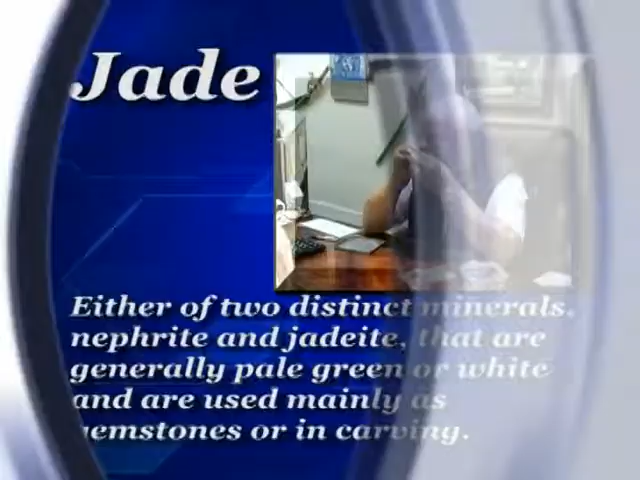 Jade
Either of two distinct minerals,
nephrite and jadeite, that are
generally pale green or white
and are used mainly as
gemstones or in carving.